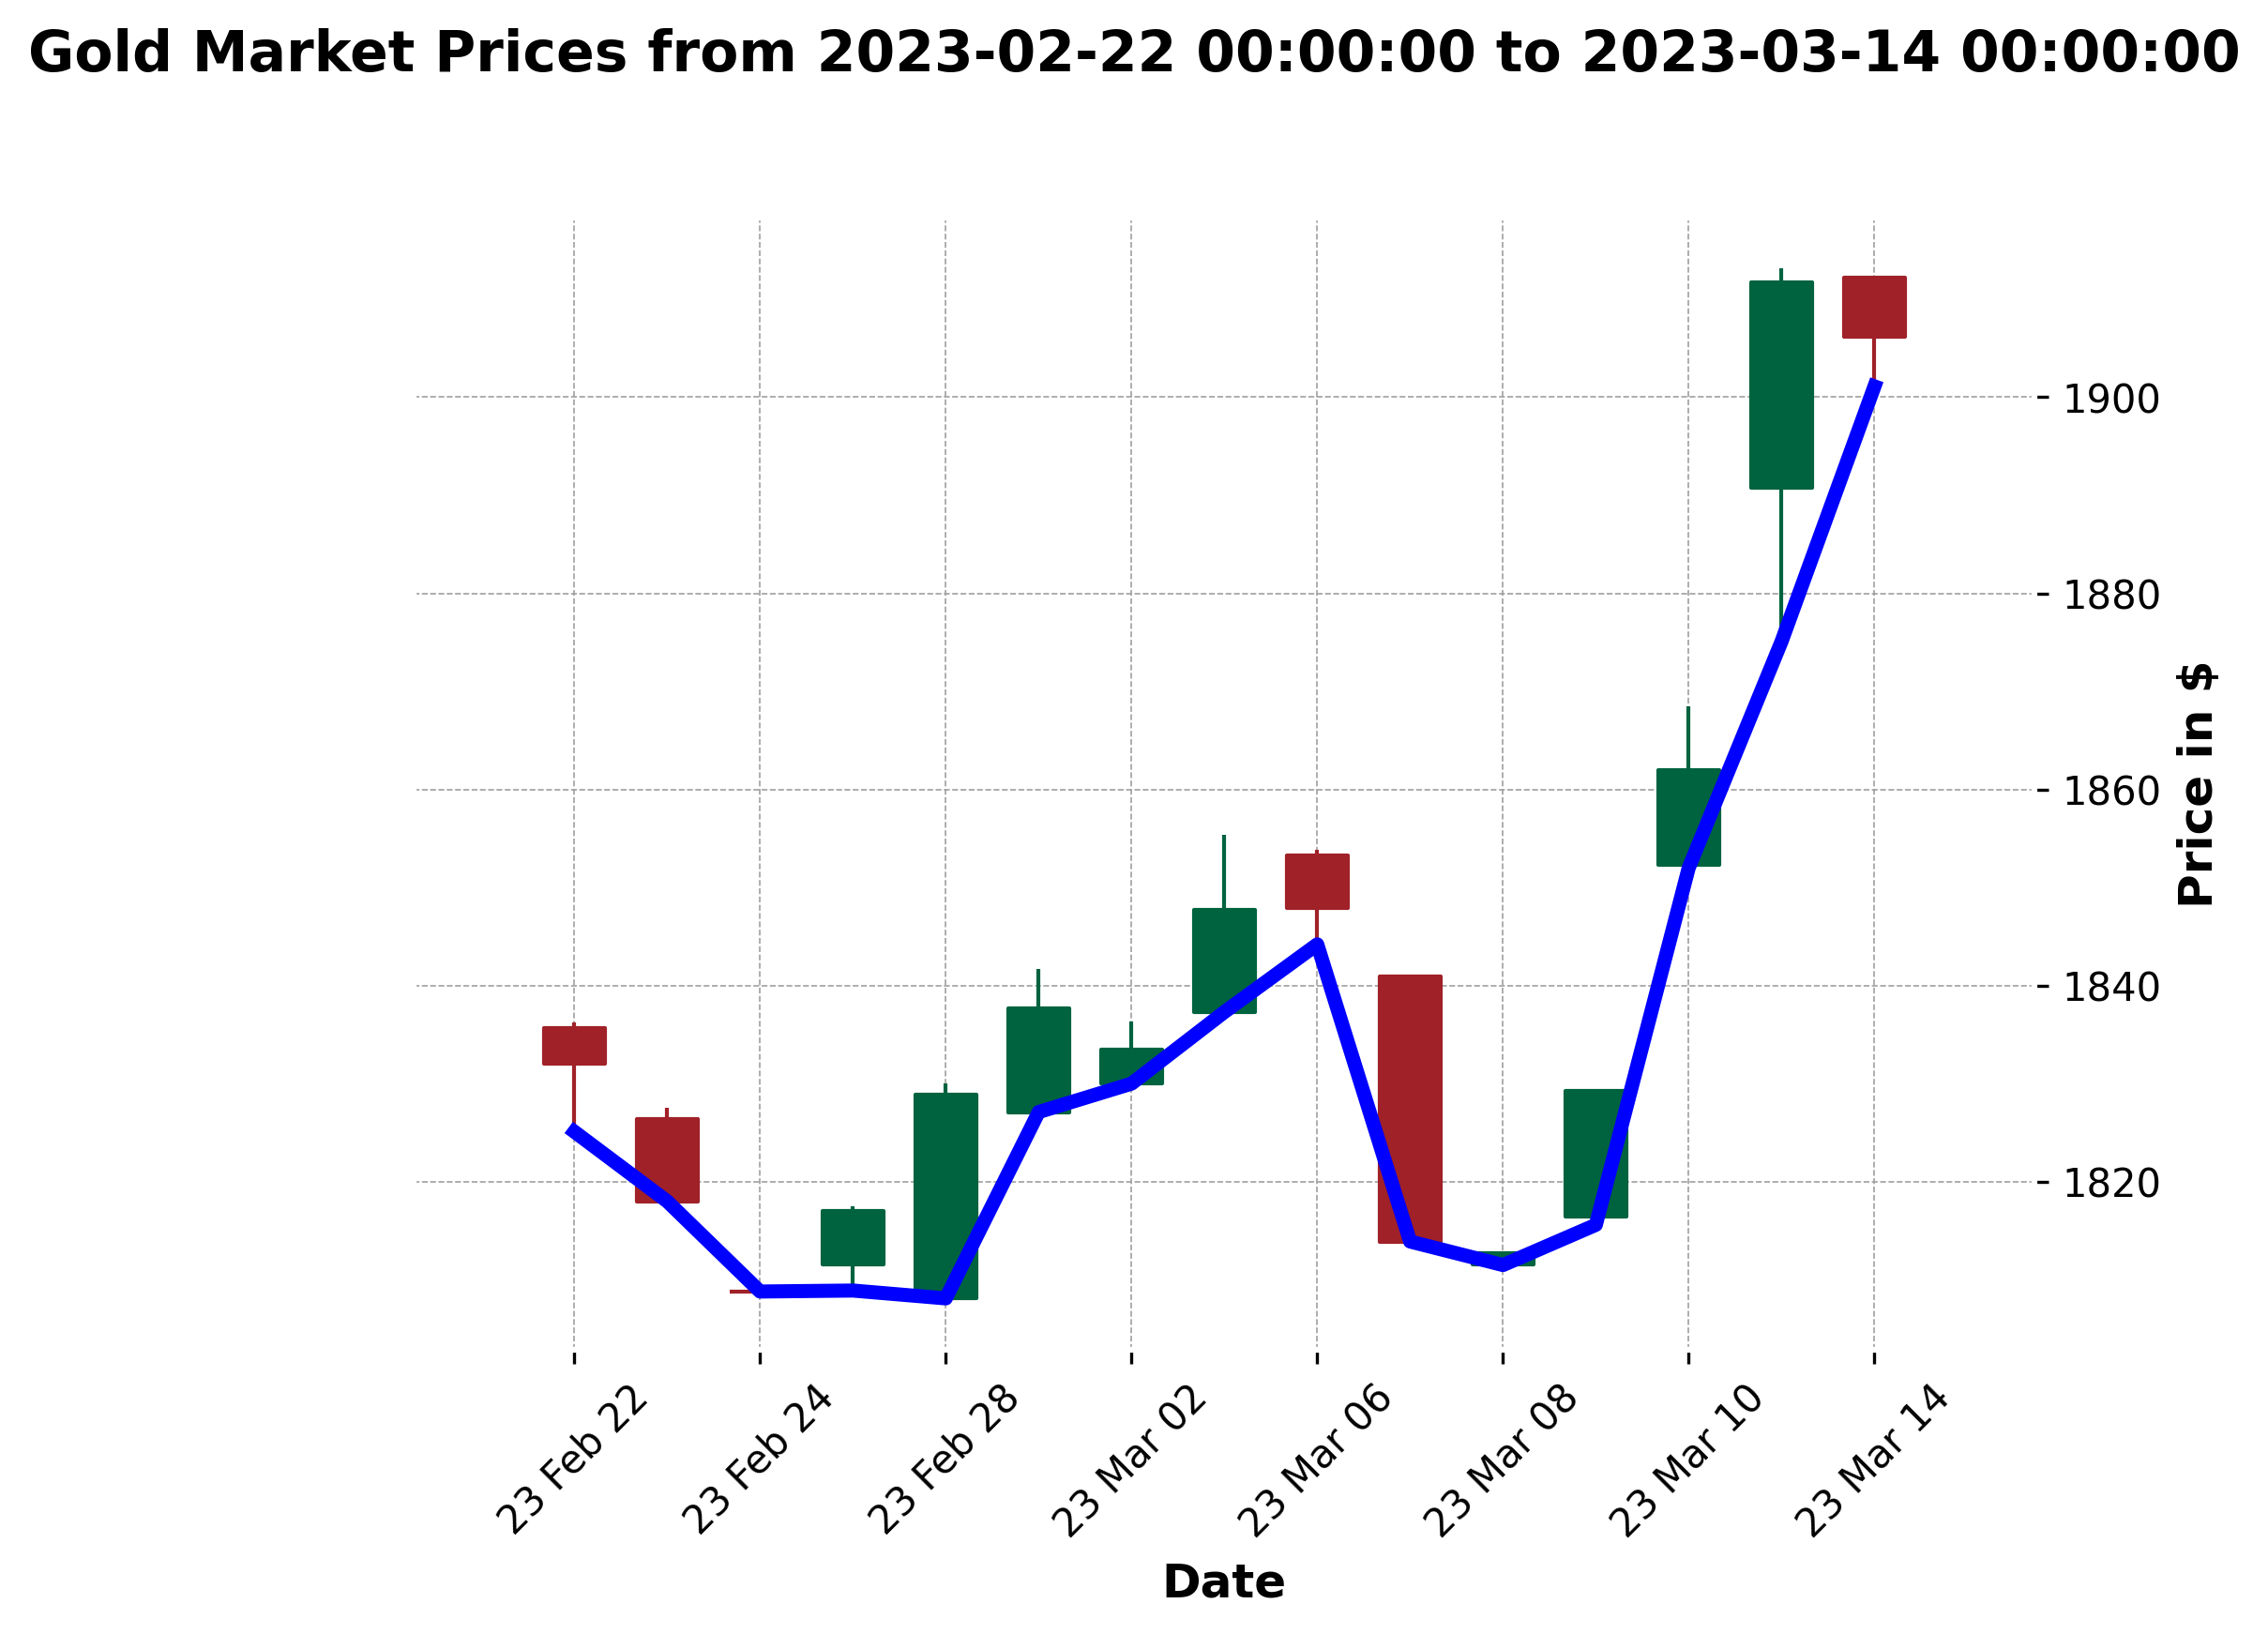 Gold Market Prices from 2023-02-22 00:00:00 to 2023-03-14 00:00:00
1900
1880
1860
1840
1820
Price in $
23 Feb 22
23 Feb 24
23 Feb 28
23 Mar 02
23 Mar 06
23 Mar 08
23 Mar 10
23 Mar 14
Date